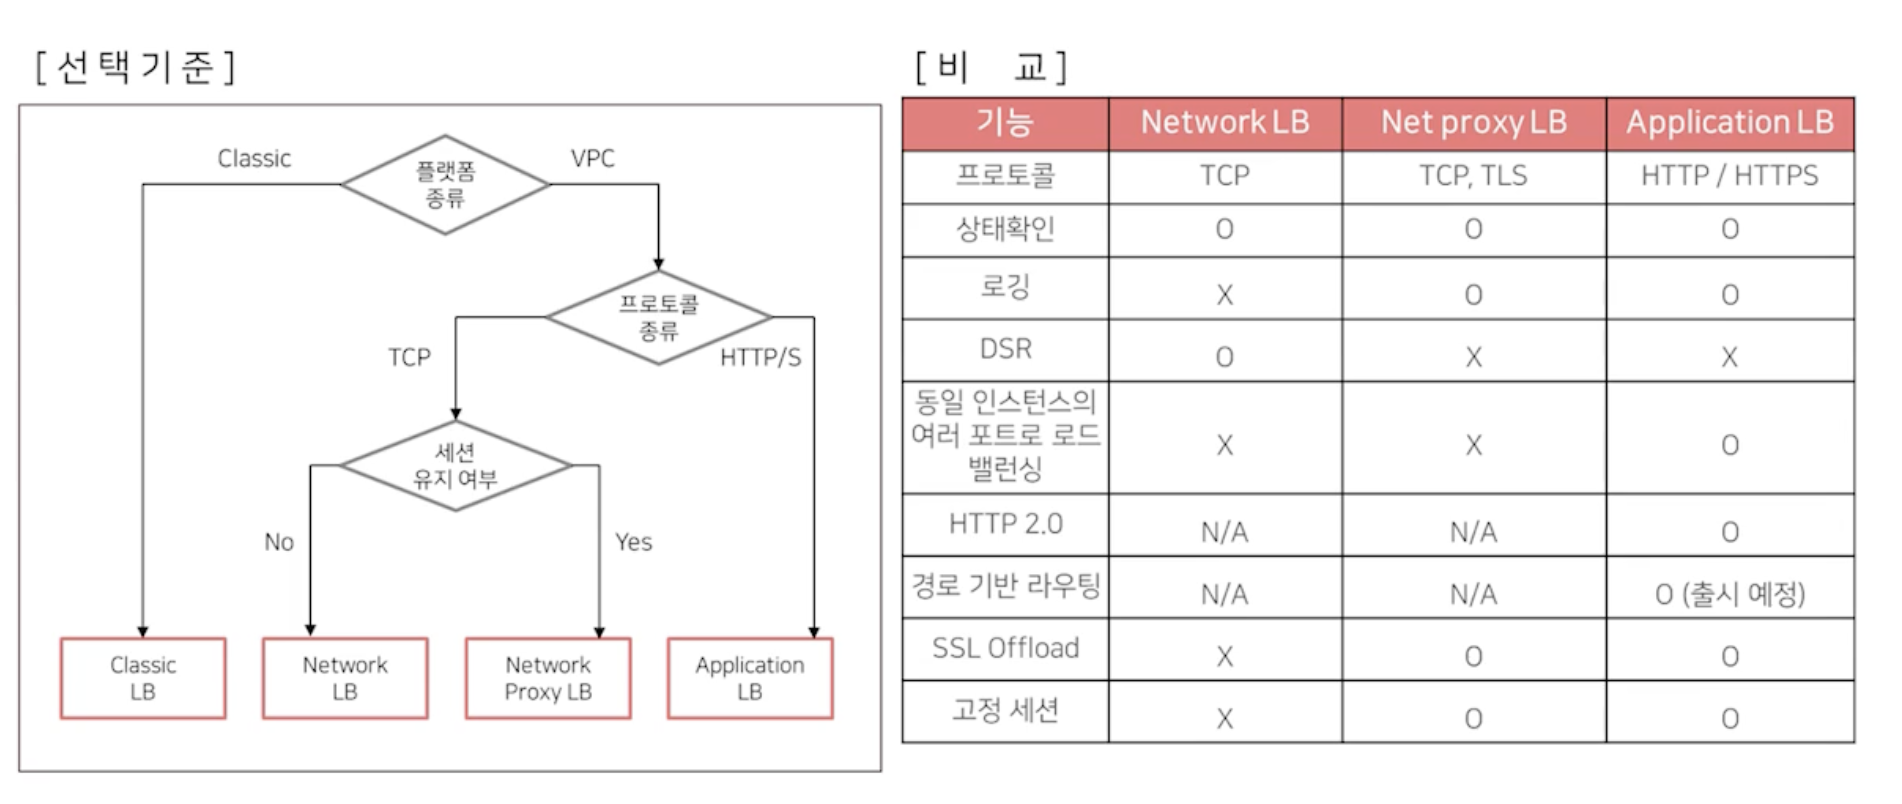 [선택기준]
Classic
플랫폼
종류
VPC
프로토콜
종류
TCP
HTTP/S
세션
유지 여부
No
Yes
Classic
LB
Network
LB
Network
Proxy LB
Application
LB
[비 교]
기능 Network LB Net proxy LB Application LB
프로토콜 TCP TCP, TLS HTTP / HTTPS
상태확인 O O O
로깅 X O O
DSR O X X
동일 인스턴스의
여러 포트로 로드
밸런싱 X X O
HTTP 2.0 N/A N/A O
경로 기반 라우팅 N/A N/A O (출시 예정)
SSL Offload X O O
고정 세션 X O O